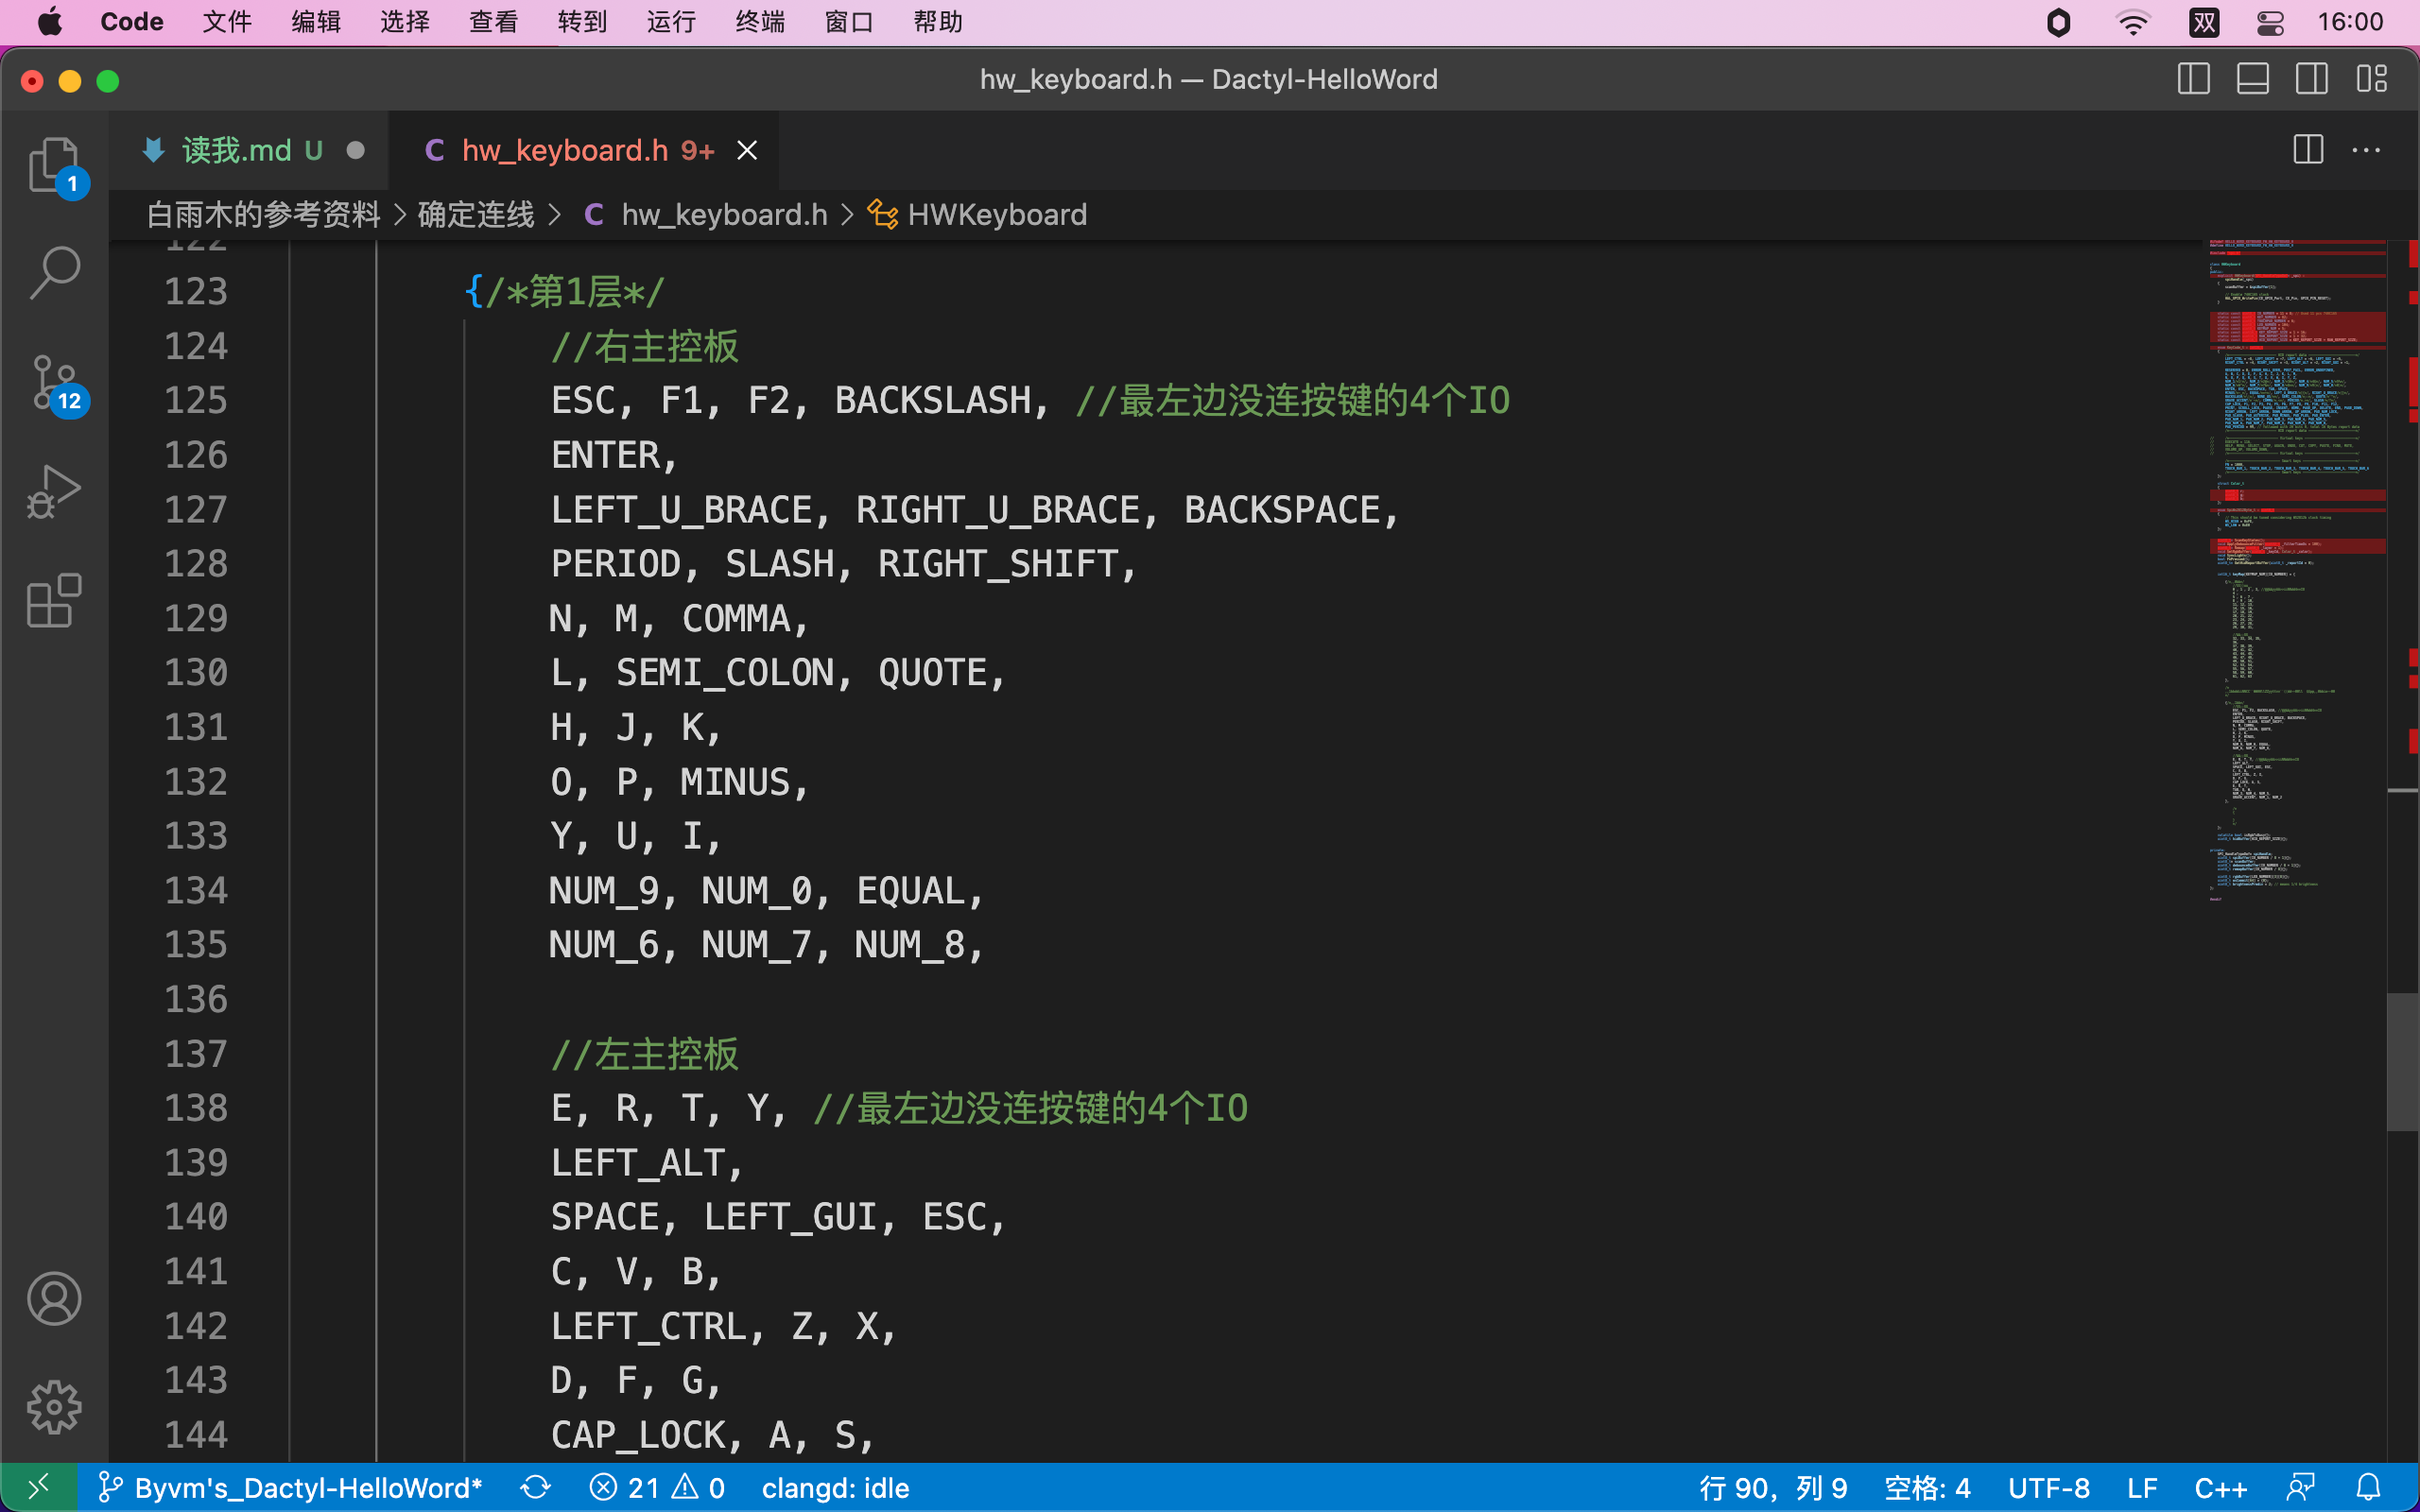 Code 文件 编辑 选择 查看 转到 运行 终端 窗口 帮助 双 16:00
hw_keyboard.h — Dactyl-HelloWord
读我.md U hw_keyboard.h 9+
1
白雨木的参考资料 > 确定连线 > C hw_keyboard.h > HWKeyboard
122
123 {/*第1层*/
124 //右主控板
125 ESC, F1, F2, BACKSLASH, //最左边没连按键的4个IO
12
126 ENTER,
127 LEFT_U_BRACE, RIGHT_U_BRACE, BACKSPACE,
128 PERIOD, SLASH, RIGHT_SHIFT,
129 N, M, COMMA,
130 L, SEMI_COLON, QUOTE,
131 H, J, K,
132 O, P, MINUS,
133 Y, U, I,
134 NUM_9, NUM_0, EQUAL,
135 NUM_6, NUM_7, NUM_8,
136
137 //左主控板
138 E, R, T, Y, //最左边没连按键的4个IO
139 LEFT_ALT,
140 SPACE, LEFT_GUI, ESC,
141 C, V, B,
142 LEFT_CTRL, Z, X,
143 D, F, G,
144 CAP_LOCK, A, S,
Byvm's_Dactyl-HelloWord* 21 0 clangd: idle 行 90，列 9 空格: 4 UTF-8 LF C++